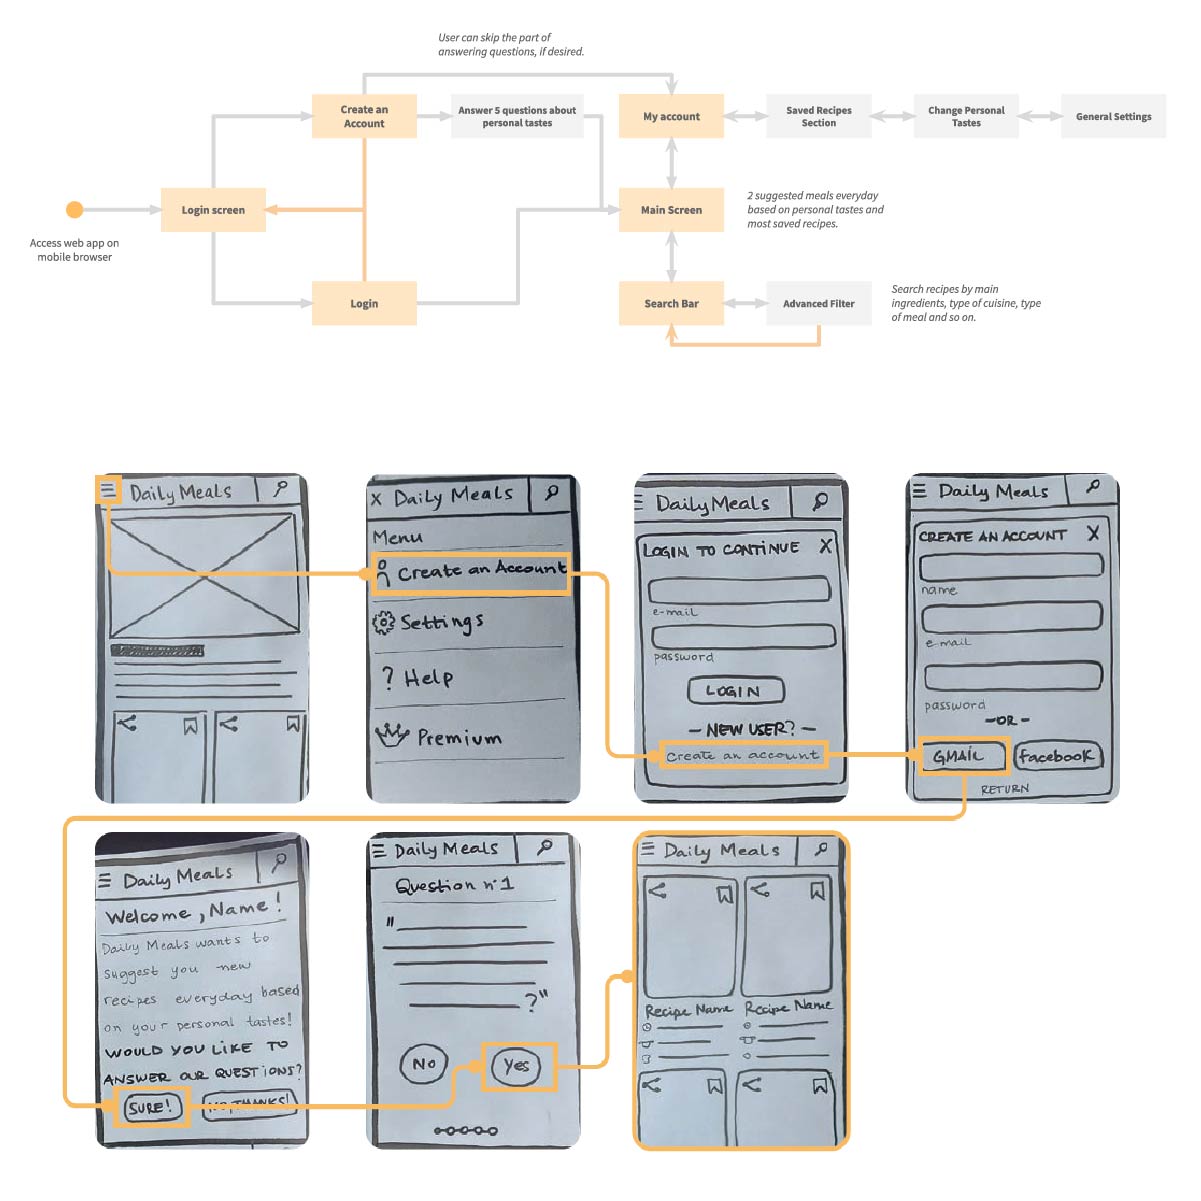 User can skip the part of
answering questions, if desired.
Create an
Account
Answer 5 questions about
personal tastes
My account
Saved Recipes
Section
Change Personal
Tastes
General Settings
Login screen
Main Screen
2 suggested meals everyday
based on personal tastes and
most saved recipes.
Access web app on
mobile browser
Login
Search Bar
Advanced Filter
Search recipes by main
ingredients, type of cuisine, type
of meal and so on.
Daily Meals
X Daily Meals
Menu
Create an Account
Settings
? Help
Premium
Daily Meals
LOGIN TO CONTINUE X
e-mail
password
LOGIN
- NEW USER? -
Create an account
Daily Meals
CREATE AN ACCOUNT X
name
e-mail
password
-OR-
GMAIL
facebook
RETURN
Daily Meals
Welcome, Name!
Daily Meals wants to
suggest you new
recipes everyday based
on your personal tastes!
WOULD YOU LIKE TO
ANSWER OUR QUESTIONS?
SURE!
NO, THANKS!
Daily Meals
Question nº1
"
?"
No
Yes
Daily Meals
Recipe Name
Recipe Name